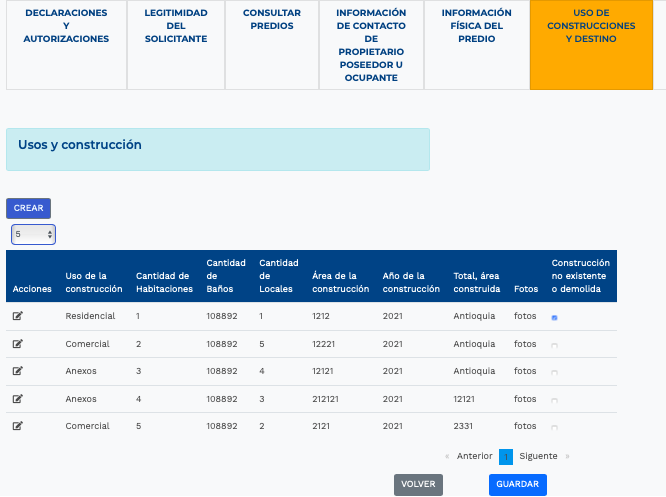 DECLARACIONES
Y
AUTORIZACIONES
LEGITIMIDAD
DEL
SOLICITANTE
CONSULTAR
PREDIOS
INFORMACIÓN
DE CONTACTO
DE
PROPIETARIO
POSEEDOR U
OCUPANTE
INFORMACIÓN
FÍSICA DEL
PREDIO
USO DE
CONSTRUCCIONES
Y DESTINO
Usos y construcción
CREAR
5
Acciones
Uso de la
construcción
Cantidad de
Habitaciones
Cantidad
de
Baños
Cantidad
de
Locales
Área de la
construcción
Año de la
construcción
Total, área
construida
Fotos
Construcción
no existente
o demolida
Residencial 1 108892 1 1212 2021 Antioquia fotos
Comercial 2 108892 5 12221 2021 Antioquia fotos
Anexos 3 108892 4 12121 2021 Antioquia fotos
Anexos 4 108892 3 212121 2021 12121 fotos
Comercial 5 108892 2 2121 2021 2331 fotos
« Anterior 1 Siguente »
VOLVER GUARDAR